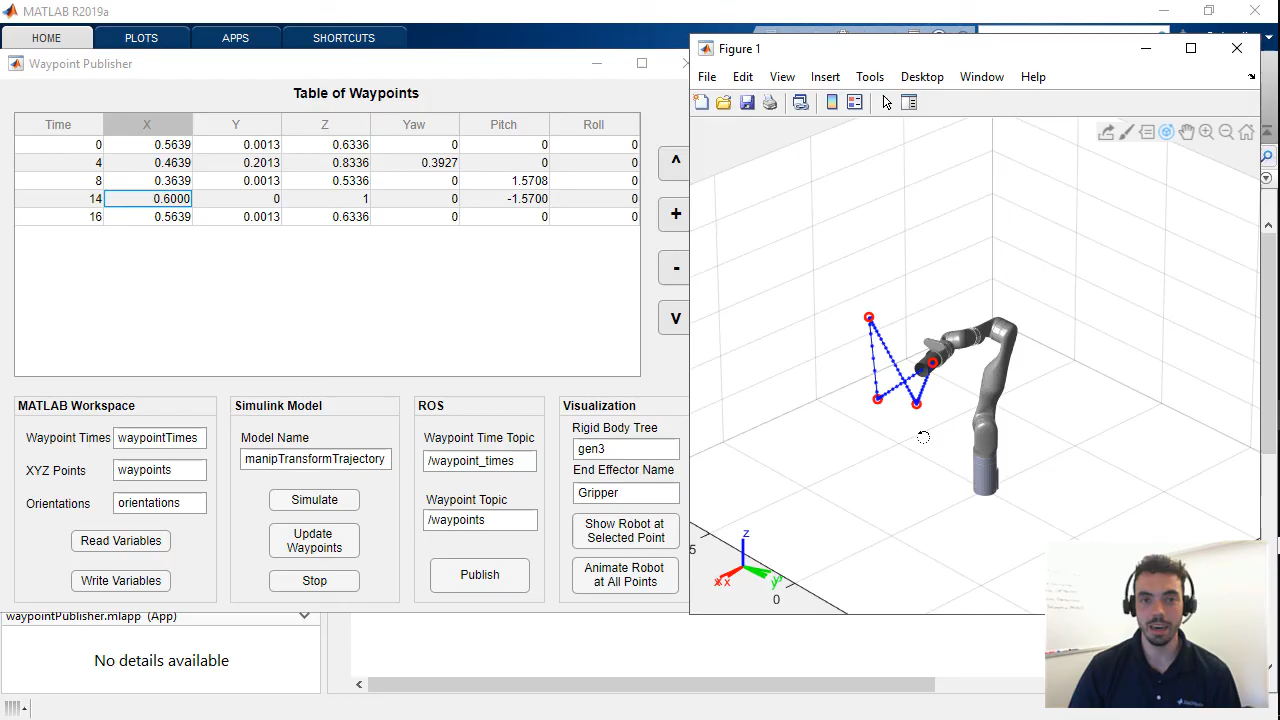 MATLAB R2019a
HOME PLOTS APPS SHORTCUTS
Waypoint Publisher
Table of Waypoints
Time X Y Z Yaw Pitch Roll
0 0.5639 0.0013 0.6336 0 0 0
4 0.4639 0.2013 0.8336 0.3927 0 0
8 0.3639 0.0013 0.5336 0 1.5708 0
14 0.6000 0 1 0 -1.5700 0
16 0.5639 0.0013 0.6336 0 0 0
^
+
-
V
MATLAB Workspace
Waypoint Times waypointTimes
XYZ Points waypoints
Orientations orientations
Read Variables
Write Variables
Simulink Model
Model Name
manipTransformTrajectory
Simulate
Update
Waypoints
Stop
ROS
Waypoint Time Topic
/waypoint_times
Waypoint Topic
/waypoints
Publish
Visualization
Rigid Body Tree
gen3
End Effector Name
Gripper
Show Robot at
Selected Point
Animate Robot
at All Points
waypointPublisher.mlapp (App)
No details available
Figure 1
File Edit View Insert Tools Desktop Window Help
z
x x y
5
0